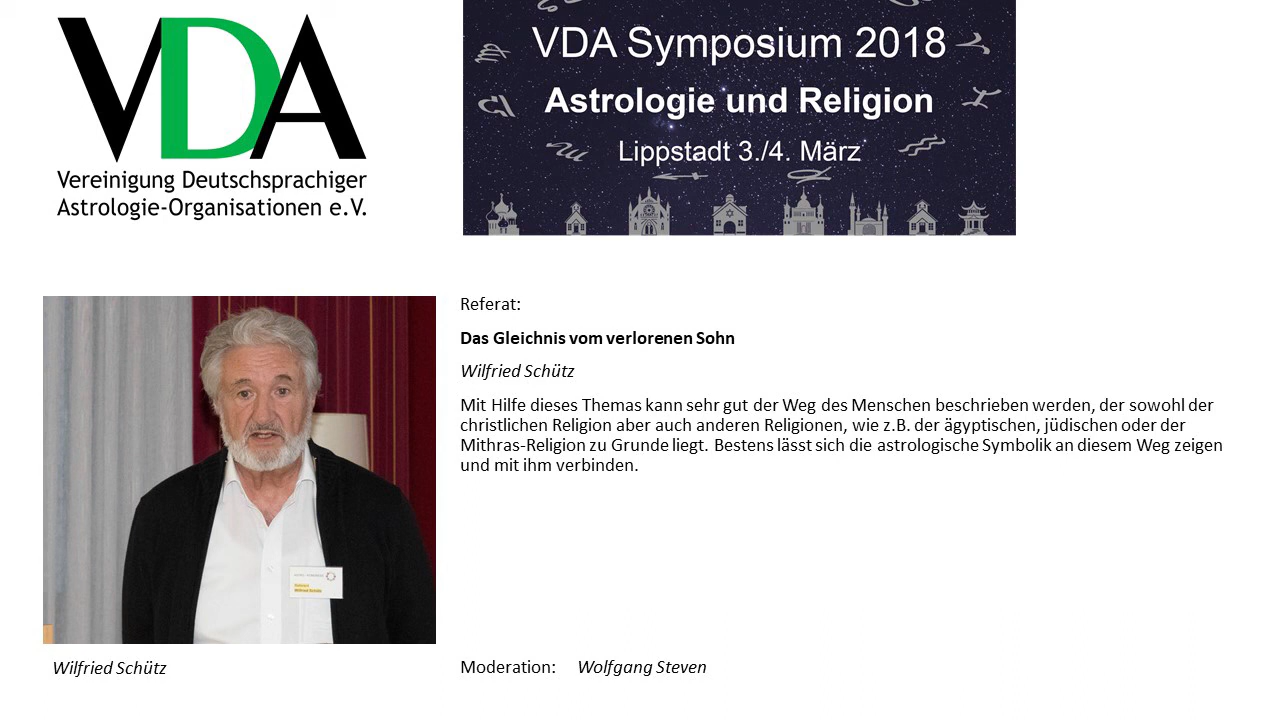 VDA
Vereinigung Deutschsprachiger
Astrologie-Organisationen e.V.
VDA Symposium 2018
Astrologie und Religion
Lippstadt 3./4. März
Referat:
Das Gleichnis vom verlorenen Sohn
Wilfried Schütz
Mit Hilfe dieses Themas kann sehr gut der Weg des Menschen beschrieben werden, der sowohl der
christlichen Religion aber auch anderen Religionen, wie z.B. der ägyptischen, jüdischen oder der
Mithras-Religion zu Grunde liegt. Bestens lässt sich die astrologische Symbolik an diesem Weg zeigen
und mit ihm verbinden.
Wilfried Schütz
Moderation: Wolfgang Steven